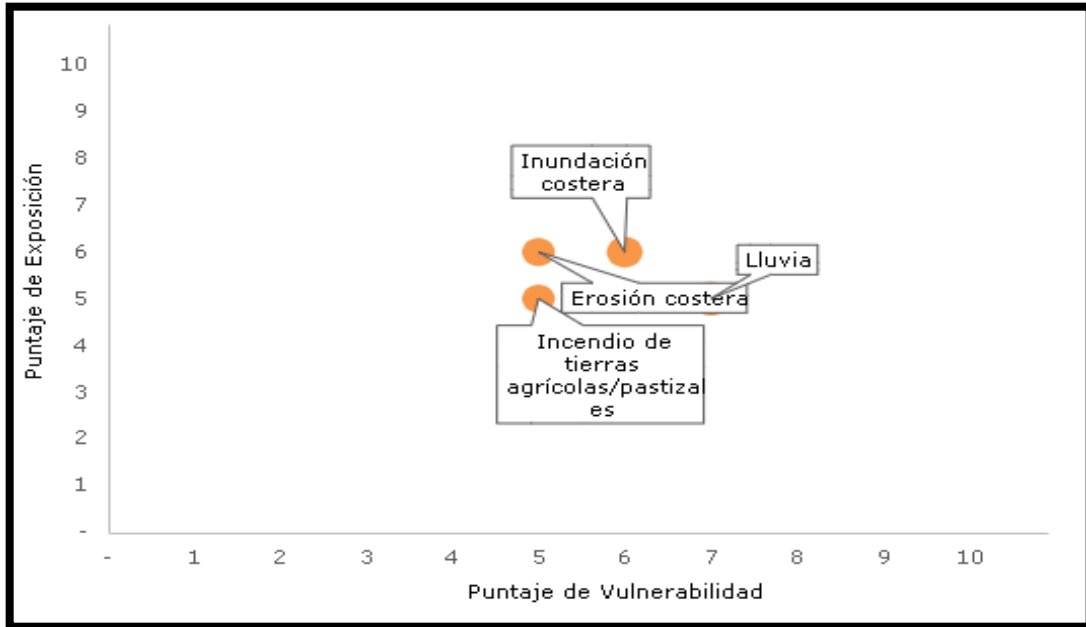 Puntaje de Exposición
10
9
8
7
6
5
4
3
2
1
-
Inundación
costera
Lluvia
Erosión costera
Incendio de
tierras
agrícolas/pastizal
es
- 1 2 3 4 5 6 7 8 9 10
Puntaje de Vulnerabilidad